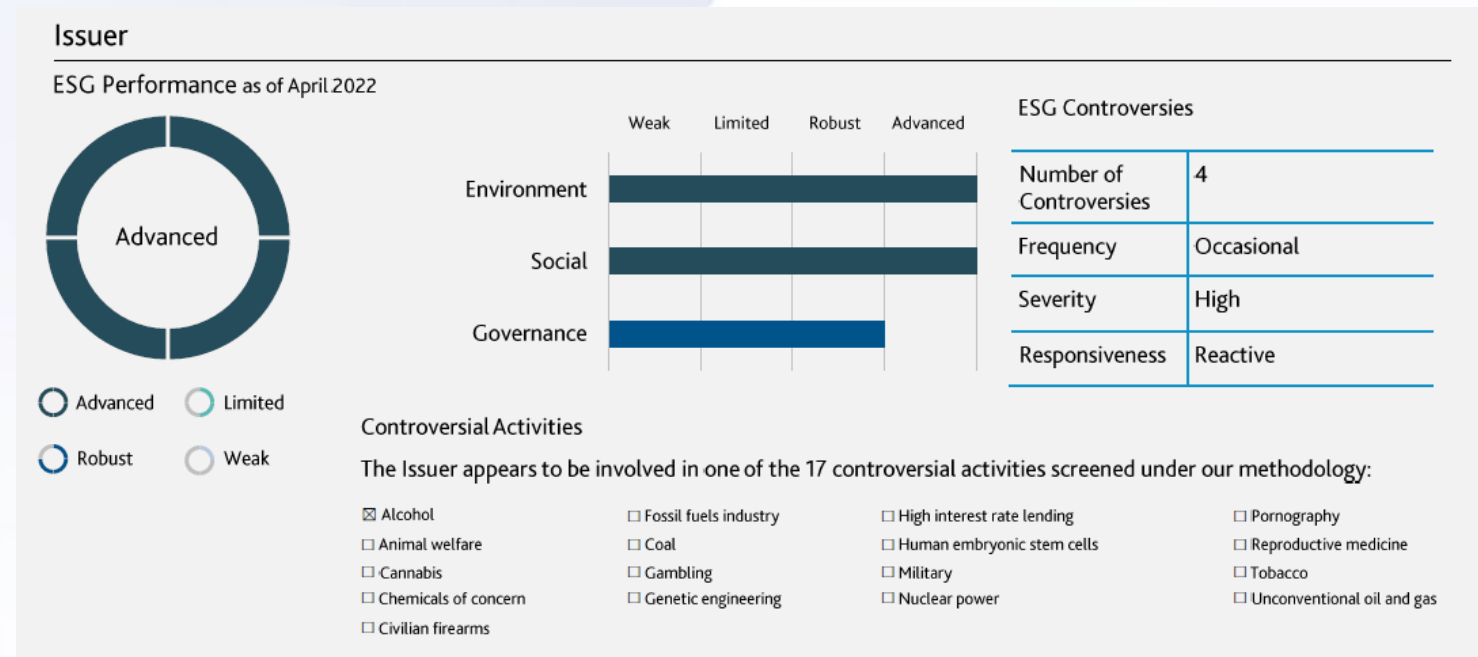 Issuer
ESG Performance as of April 2022
Advanced
Advanced
Limited
Robust
Weak
Weak Limited Robust Advanced
Environment
Social
Governance
ESG Controversies
Number of
Controversies
4
Frequency
Occasional
Severity
High
Responsiveness
Reactive
Controversial Activities
The Issuer appears to be involved in one of the 17 controversial activities screened under our methodology:
☒ Alcohol
☐ Animal welfare
☐ Cannabis
☐ Chemicals of concern
☐ Civilian firearms
☐ Fossil fuels industry
☐ Coal
☐ Gambling
☐ Genetic engineering
☐ High interest rate lending
☐ Human embryonic stem cells
☐ Military
☐ Nuclear power
☐ Pornography
☐ Reproductive medicine
☐ Tobacco
☐ Unconventional oil and gas